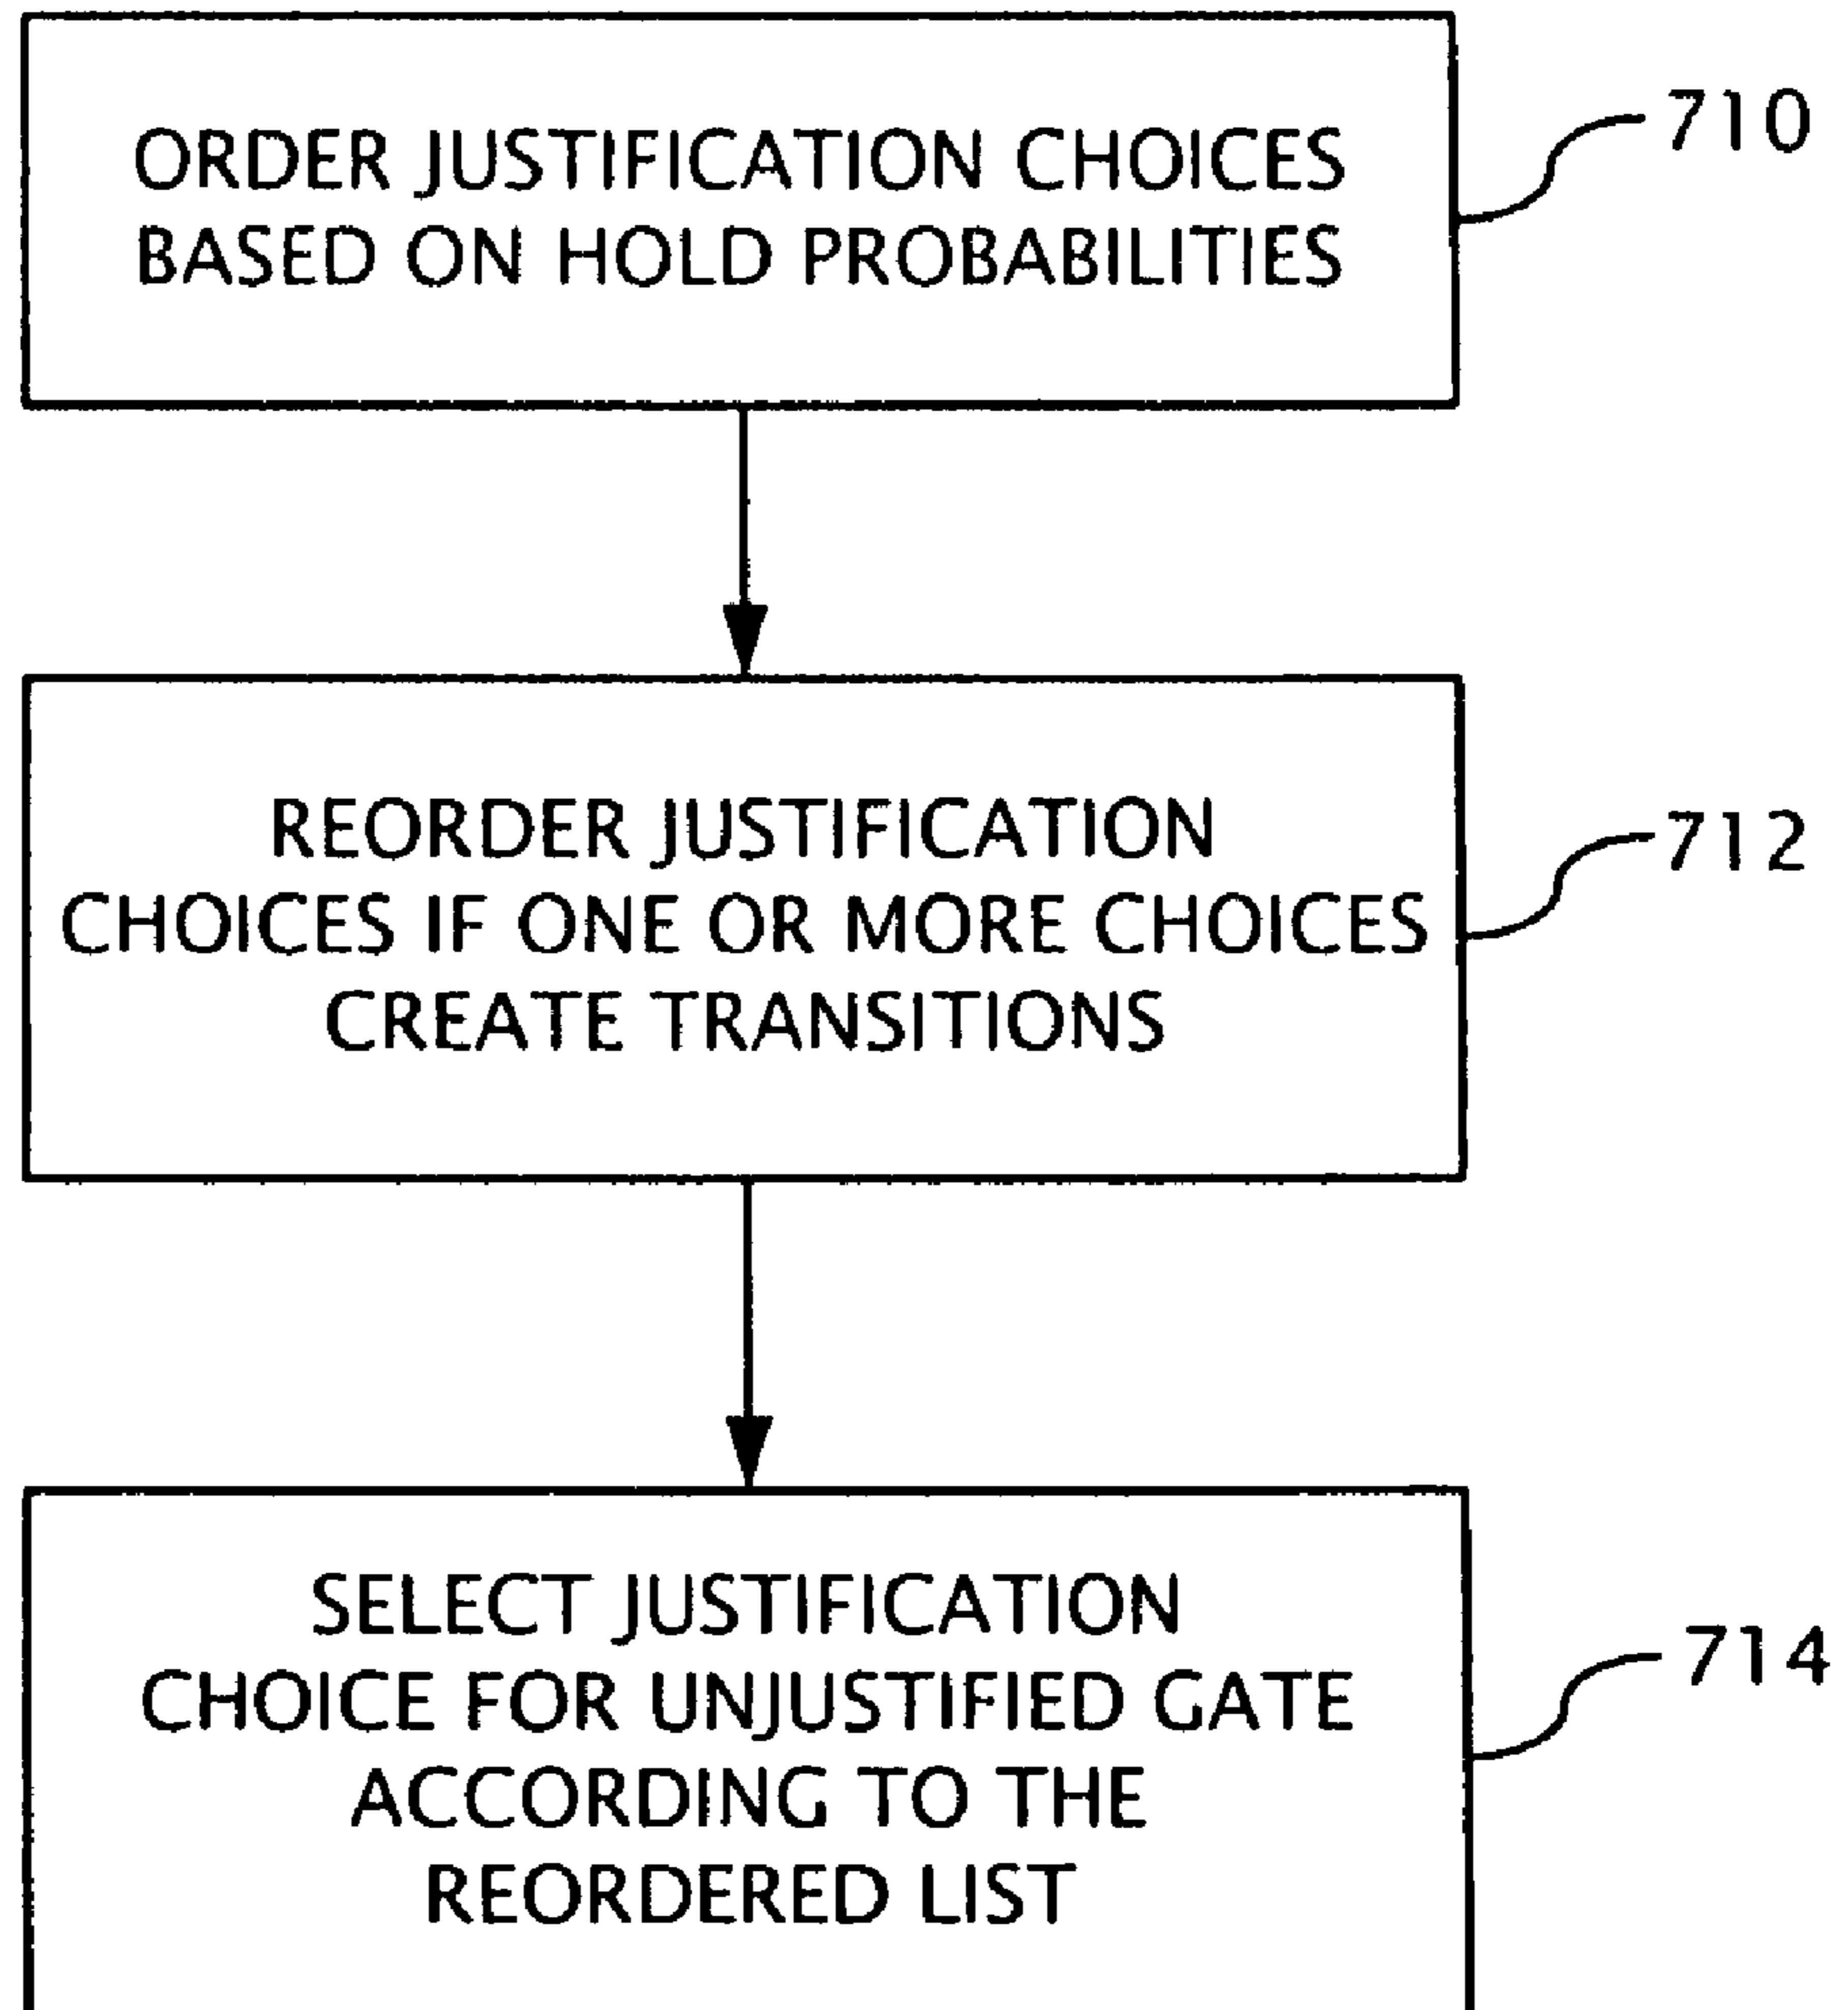 ORDER JUSTIFICATION CHOICES
BASED ON HOLD PROBABILITIES
710
REORDER JUSTIFICATION
CHOICES IF ONE OR MORE CHOICES
CREATE TRANSITIONS
712
SELECT JUSTIFICATION
CHOICE FOR UNJUSTIFIED GATE
ACCORDING TO THE
REORDERED LIST
714